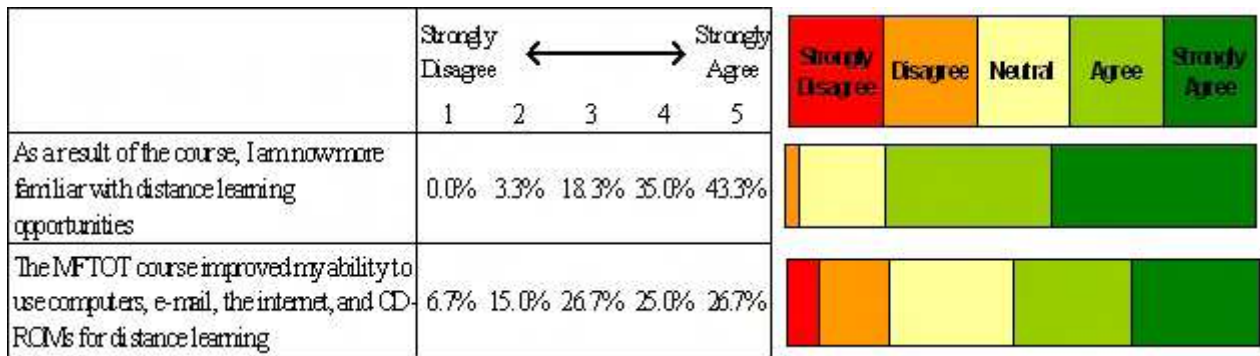 Strongly Disagree
Strongly Agree
1 2 3 4 5
Strongly Disagree
Disagree
Neutral
Agree
Strongly Agree
As a result of the course, I am now more
familiar with distance learning
opportunities
0.0% 3.3% 18.3% 35.0% 43.3%
The MFTOT course improved my ability to
use computers, e-mail, the internet, and CD-
ROMs for distance learning
6.7% 15.0% 26.7% 25.0% 26.7%